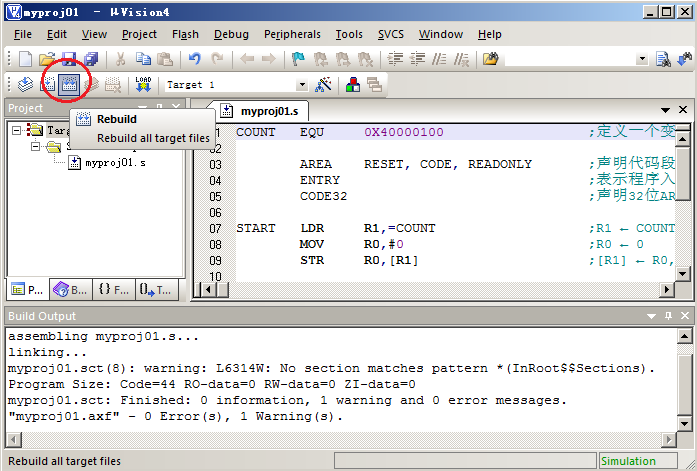 myproj01 - µVision4
File Edit View Project Flash Debug Peripherals Tools SVCS Window Help
LOAD Target 1
Project
myproj01.s
Targ
S
myproj01.s
Rebuild
Rebuild all target files
COUNT EQU 0X40000100 ;定义一个变
02
03 AREA RESET, CODE, READONLY ;声明代码段
04 ENTRY ;表示程序入
05 CODE32 ;声明32位AR
06
07 START LDR R1,=COUNT ;R1 ← COUNT
08 MOV R0,#0 ;R0 ← 0
09 STR R0,[R1] ;[R1] ← R0,
10
P... B... {} F... {}→ T...
Build Output
assembling myproj01.s...
linking...
myproj01.sct(8): warning: L6314W: No section matches pattern *(InRoot$$Sections).
Program Size: Code=44 RO-data=0 RW-data=0 ZI-data=0
myproj01.sct: Finished: 0 information, 1 warning and 0 error messages.
"myproj01.axf" - 0 Error(s), 1 Warning(s).
Rebuild all target files Simulation